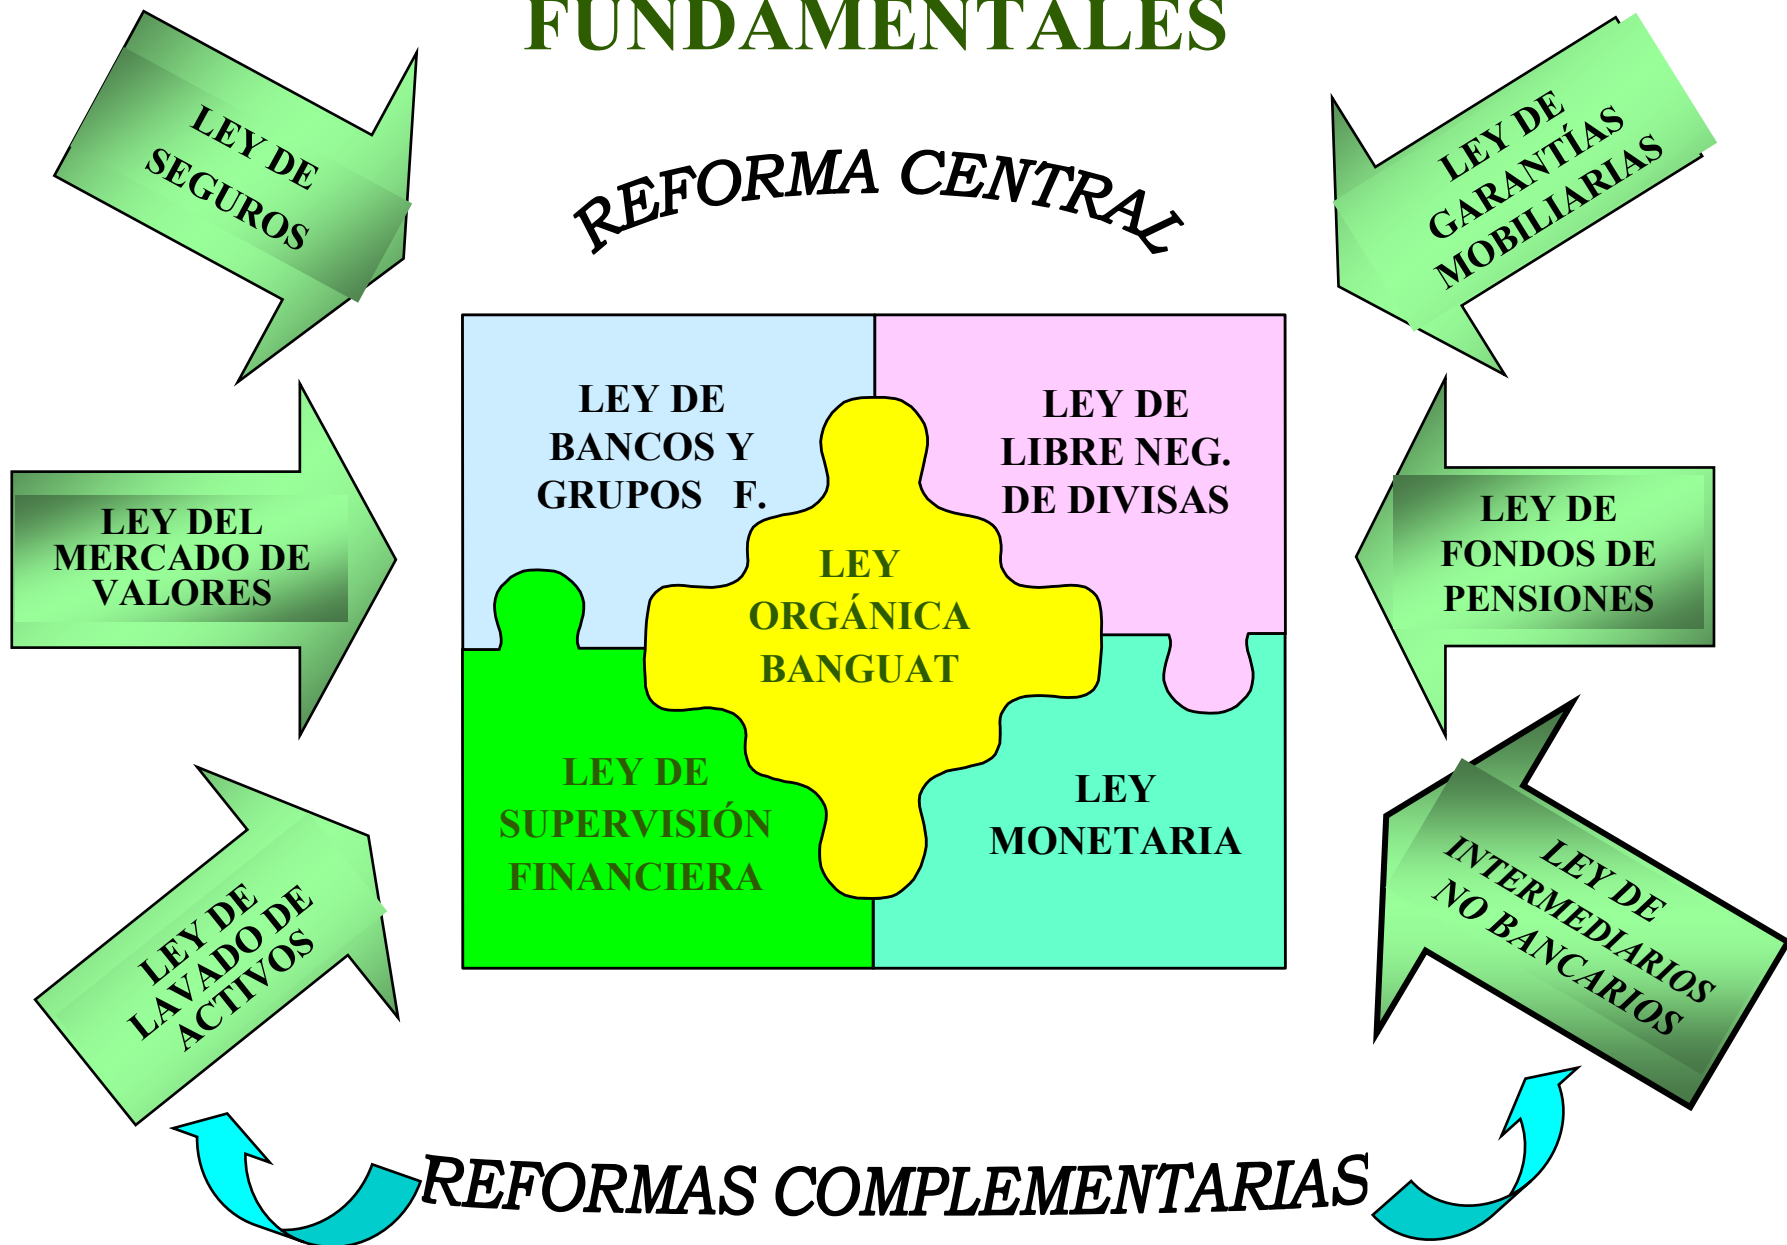 FUNDAMENTALES
LEY DE
SEGUROS
LEY DE
GARANTÍAS
MOBILIARIAS
REFORMA CENTRAL
LEY DE
BANCOS Y
GRUPOS F.
LEY DE
LIBRE NEG.
DE DIVISAS
LEY DEL
MERCADO DE
VALORES
LEY
ORGÁNICA
BANGUAT
LEY DE
FONDOS DE
PENSIONES
LEY DE
SUPERVISIÓN
FINANCIERA
LEY
MONETARIA
LEY DE
LAVADO DE
ACTIVOS
LEY DE
INTERMEDIARIOS
NO BANCARIOS
REFORMAS COMPLEMENTARIAS